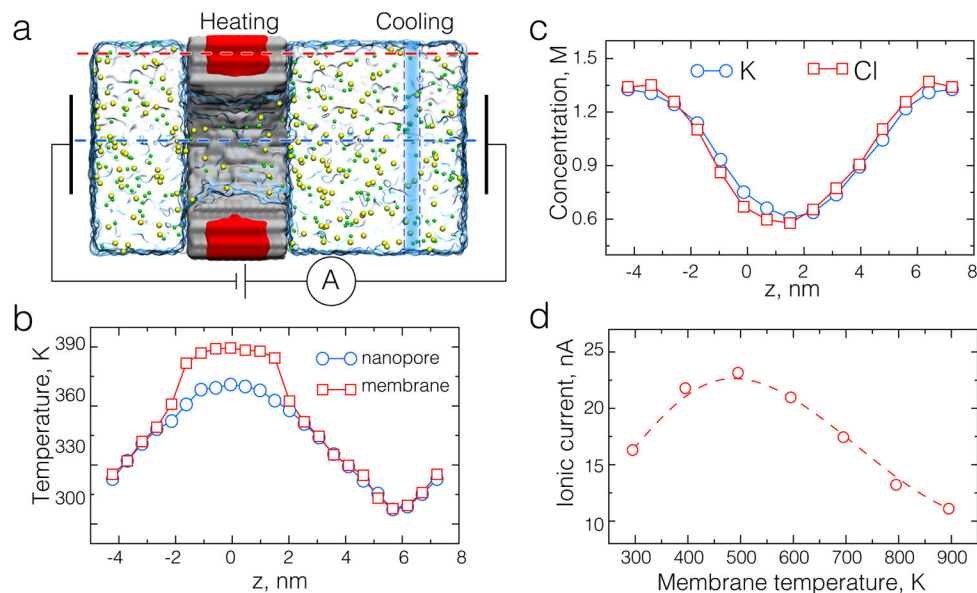 a
Heating
Cooling
A
b
Temperature, K
390
360
330
300
nanopore
membrane
-4 -2 0 2 4 6 8
z, nm
c
Concentration, M
1.5
1.2
0.9
0.6
K
Cl
-4 -2 0 2 4 6 8
z, nm
d
Ionic current, nA
25
20
15
10
300 400 500 600 700 800 900
Membrane temperature, K